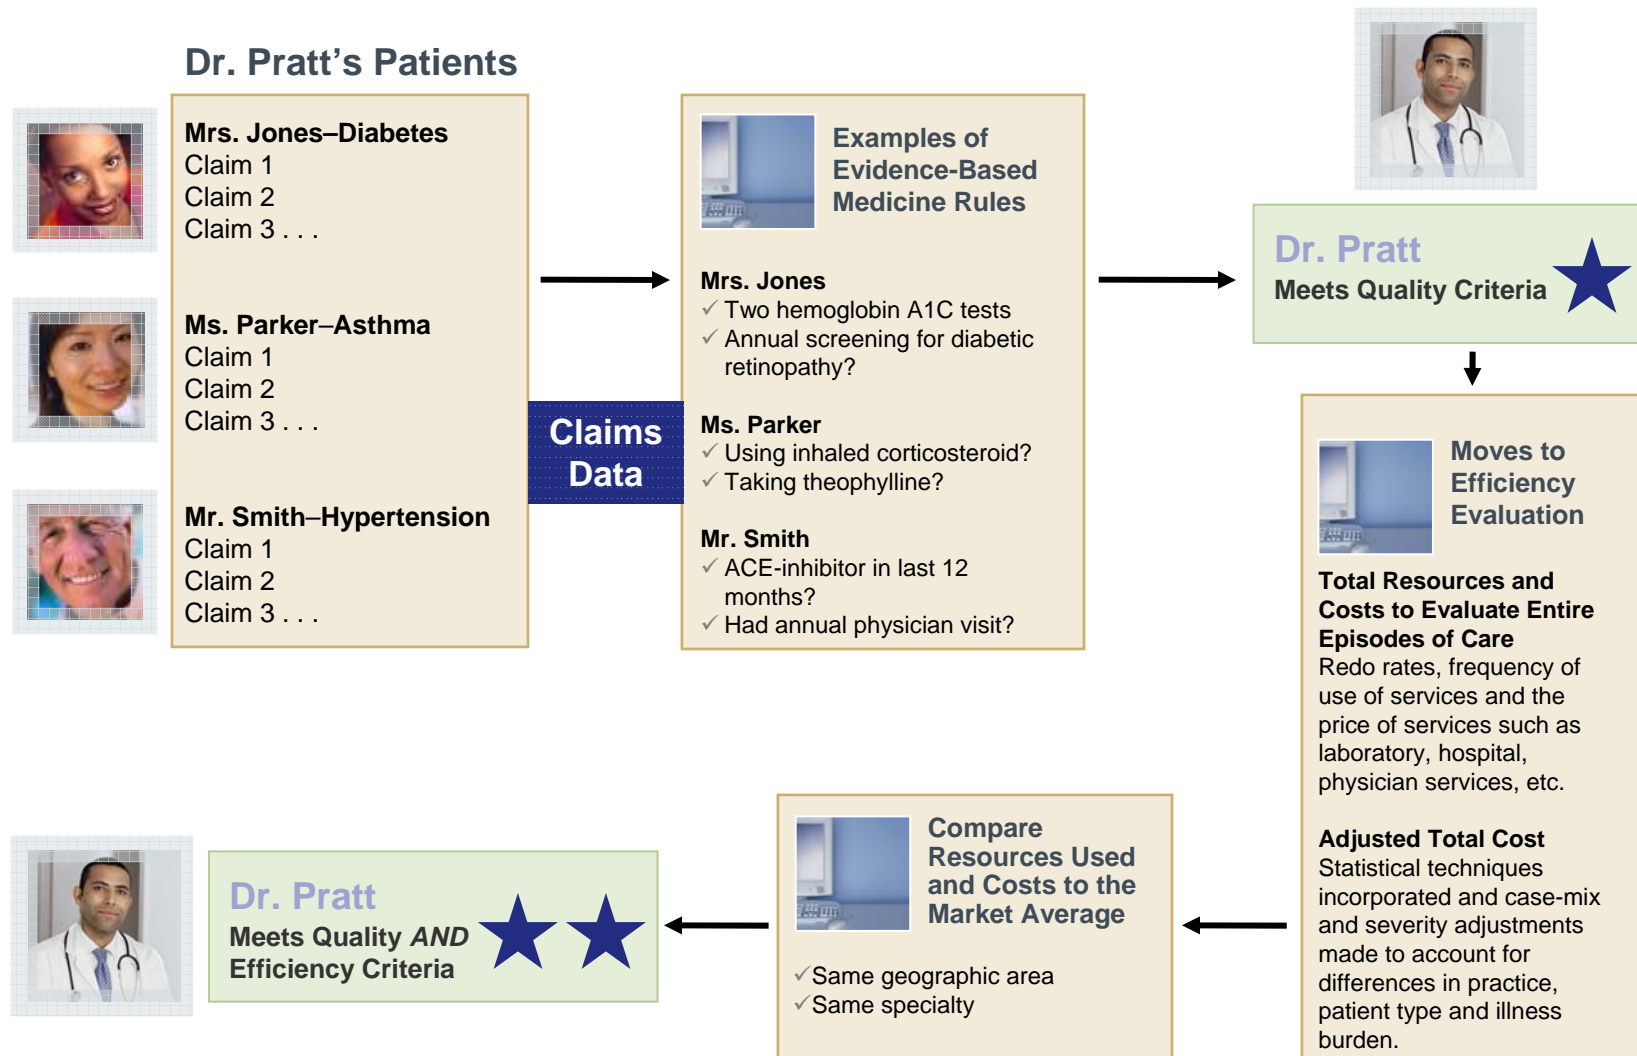 Dr. Pratt’s Patients
Mrs. Jones–Diabetes
Claim 1
Claim 2
Claim 3 . . .
Ms. Parker–Asthma
Claim 1
Claim 2
Claim 3 . . .
Mr. Smith–Hypertension
Claim 1
Claim 2
Claim 3 . . .
Claims
Data
Examples of
Evidence-Based
Medicine Rules
Mrs. Jones
✓ Two hemoglobin A1C tests
✓ Annual screening for diabetic
retinopathy?
Ms. Parker
✓ Using inhaled corticosteroid?
✓ Taking theophylline?
Mr. Smith
✓ ACE-inhibitor in last 12
months?
✓ Had annual physician visit?
Dr. Pratt
Meets Quality Criteria
Moves to
Efficiency
Evaluation
Total Resources and
Costs to Evaluate Entire
Episodes of Care
Redo rates, frequency of
use of services and the
price of services such as
laboratory, hospital,
physician services, etc.
Adjusted Total Cost
Statistical techniques
incorporated and case-mix
and severity adjustments
made to account for
differences in practice,
patient type and illness
burden.
Compare
Resources Used
and Costs to the
Market Average
✓ Same geographic area
✓ Same specialty
Dr. Pratt
Meets Quality AND
Efficiency Criteria